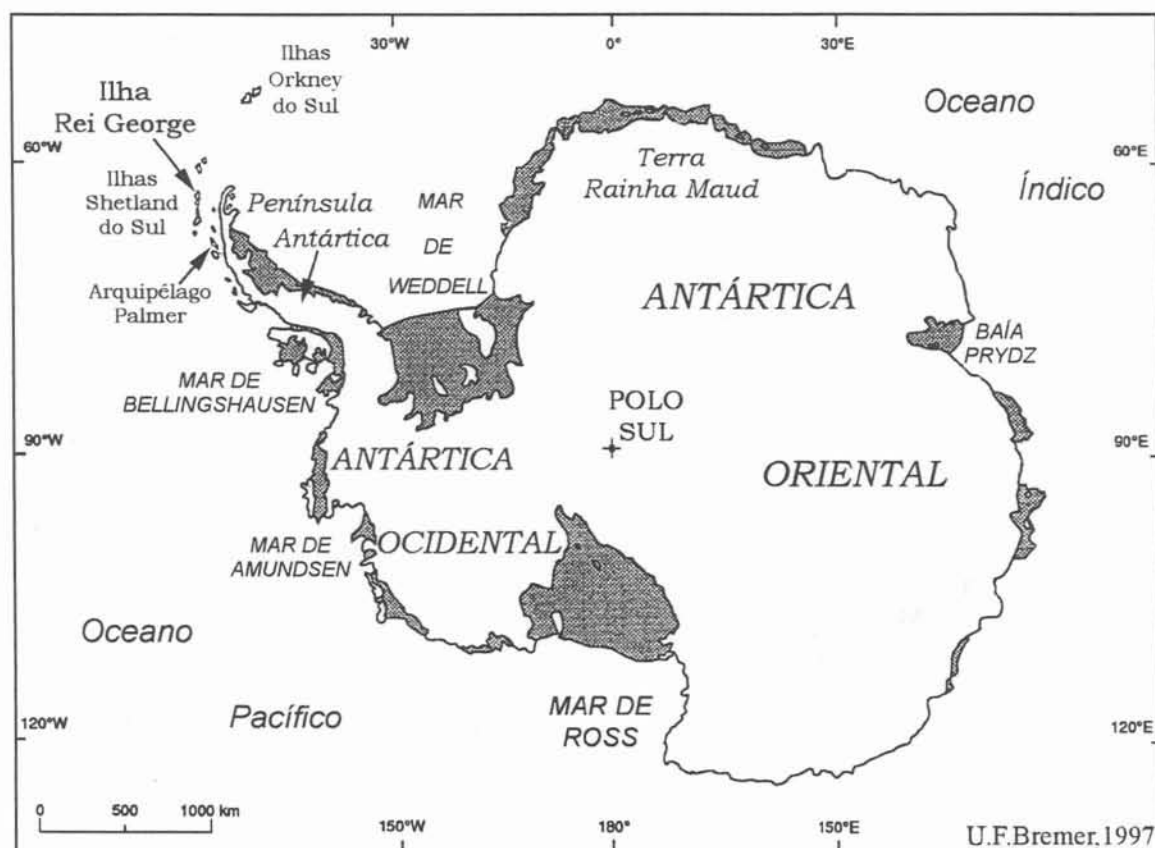 30°W
0°
30°E
Ilhas
Orkney
do Sul
Ilha
Rei George
Oceano
Índico
60°W
60°E
Ilhas
Shetland
do Sul
Península
Antártica
MAR
DE
WEDDELL
Terra
Rainha Maud
Arquipélago
Palmer
ANTÁRTICA
BAÍA
PRYDZ
MAR DE
BELLINGSHAUSEN
POLO
SUL
90°W
90°E
ANTÁRTICA
OCIDENTAL
ORIENTAL
MAR DE
AMUNDSEN
Oceano
Pacífico
MAR DE
ROSS
120°W
120°E
0 500 1000 km
150°W
180°
150°E
U.F.Bremer,1997